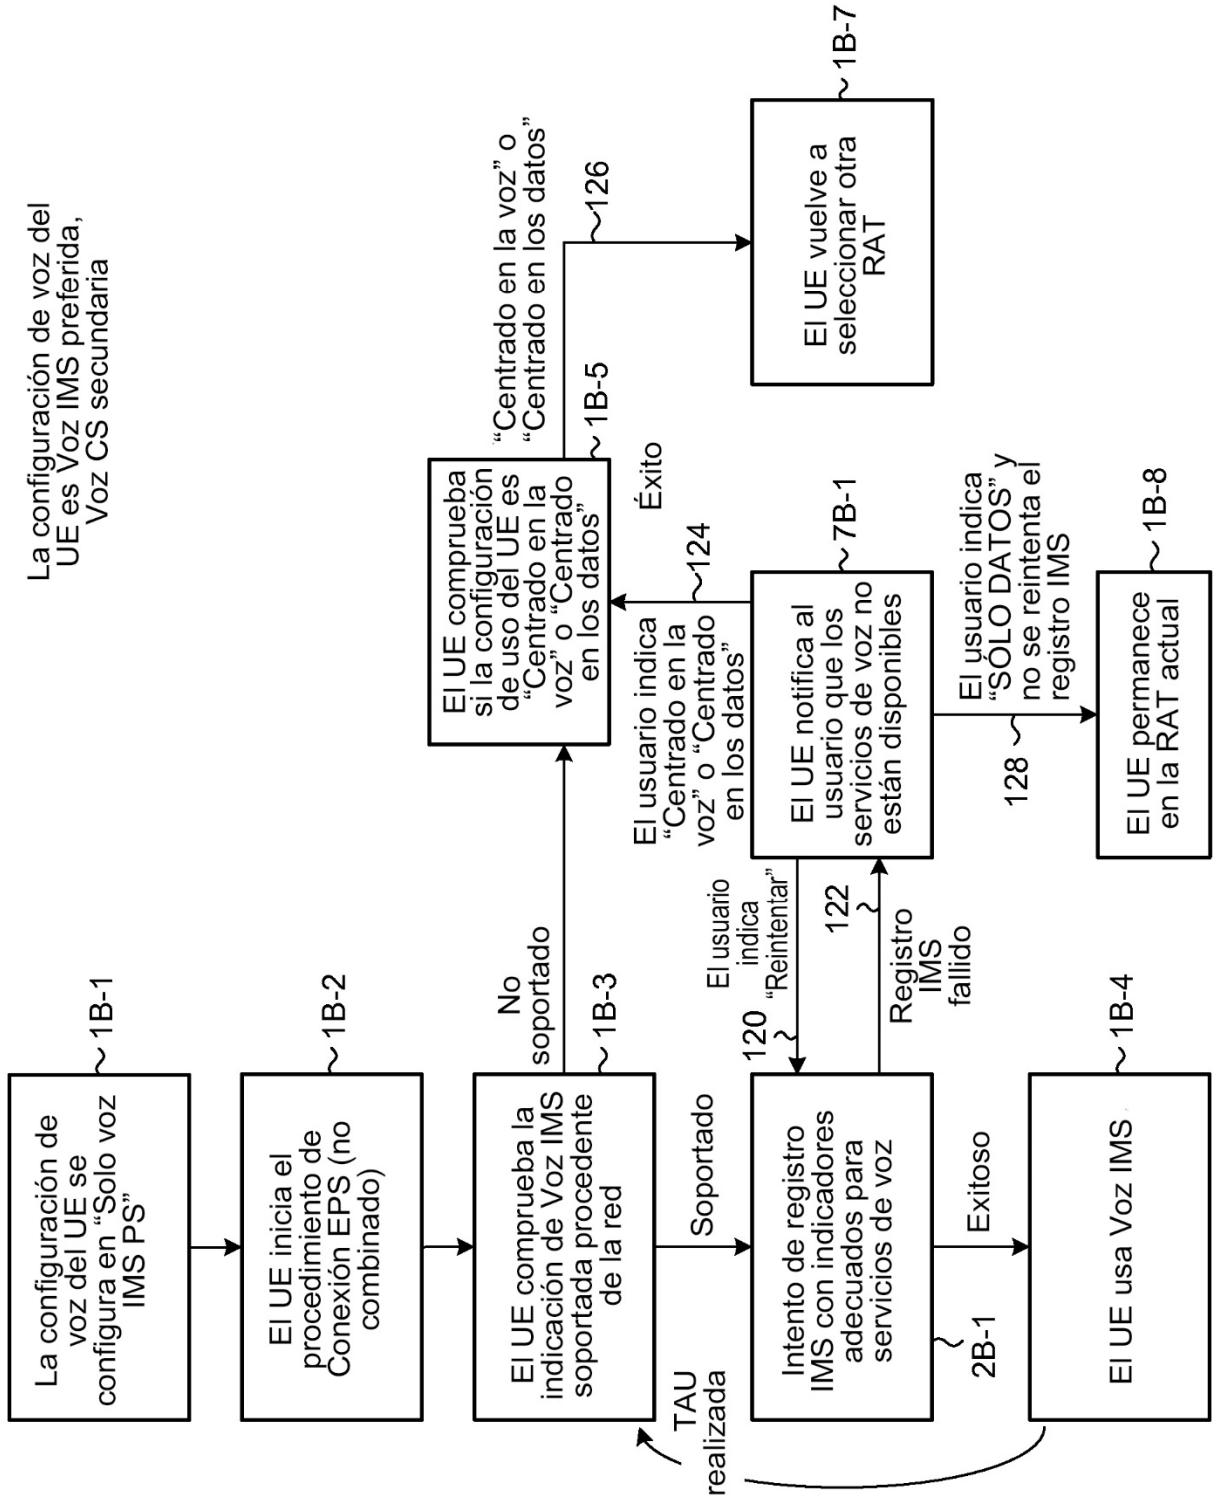 La configuración de voz del
UE es Voz IMS preferida,
Voz CS secundaria
La configuración de
voz del UE se
configura en “Solo voz
IMS PS”
1B-1
El UE inicia el
procedimiento de
Conexión EPS (no
combinado)
1B-2
El UE comprueba la
indicación de Voz IMS
soportada procedente
de la red
1B-3
No
soportado
El UE comprueba
si la configuración
de uso del UE es
“Centrado en la
voz” o “Centrado
en los datos”
1B-5
“Centrado en la voz” o
“Centrado en los datos”
126
El UE vuelve a
seleccionar otra
RAT
1B-7
Soportado
TAU
realizada
Intento de registro
IMS con indicadores
adecuados para
servicios de voz
2B-1
120
El usuario
indica
“Reintentar”
122
Registro
IMS
fallido
El UE notifica al
usuario que los
servicios de voz no
están disponibles
7B-1
El usuario indica
“Centrado en la
voz” o “Centrado
en los datos”
124
Éxito
128
El usuario indica
“SÓLO DATOS” y
no se reintenta el
registro IMS
El UE permanece
en la RAT actual
1B-8
Exitoso
El UE usa Voz IMS
1B-4